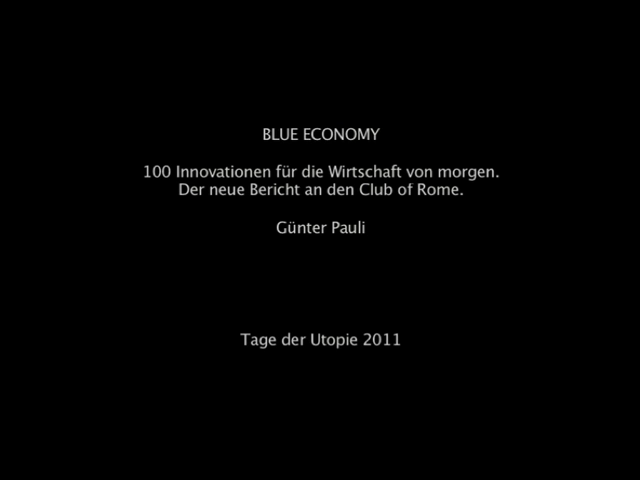 BLUE ECONOMY
100 Innovationen für die Wirtschaft von morgen.
Der neue Bericht an den Club of Rome.
Günter Pauli
Tage der Utopie 2011